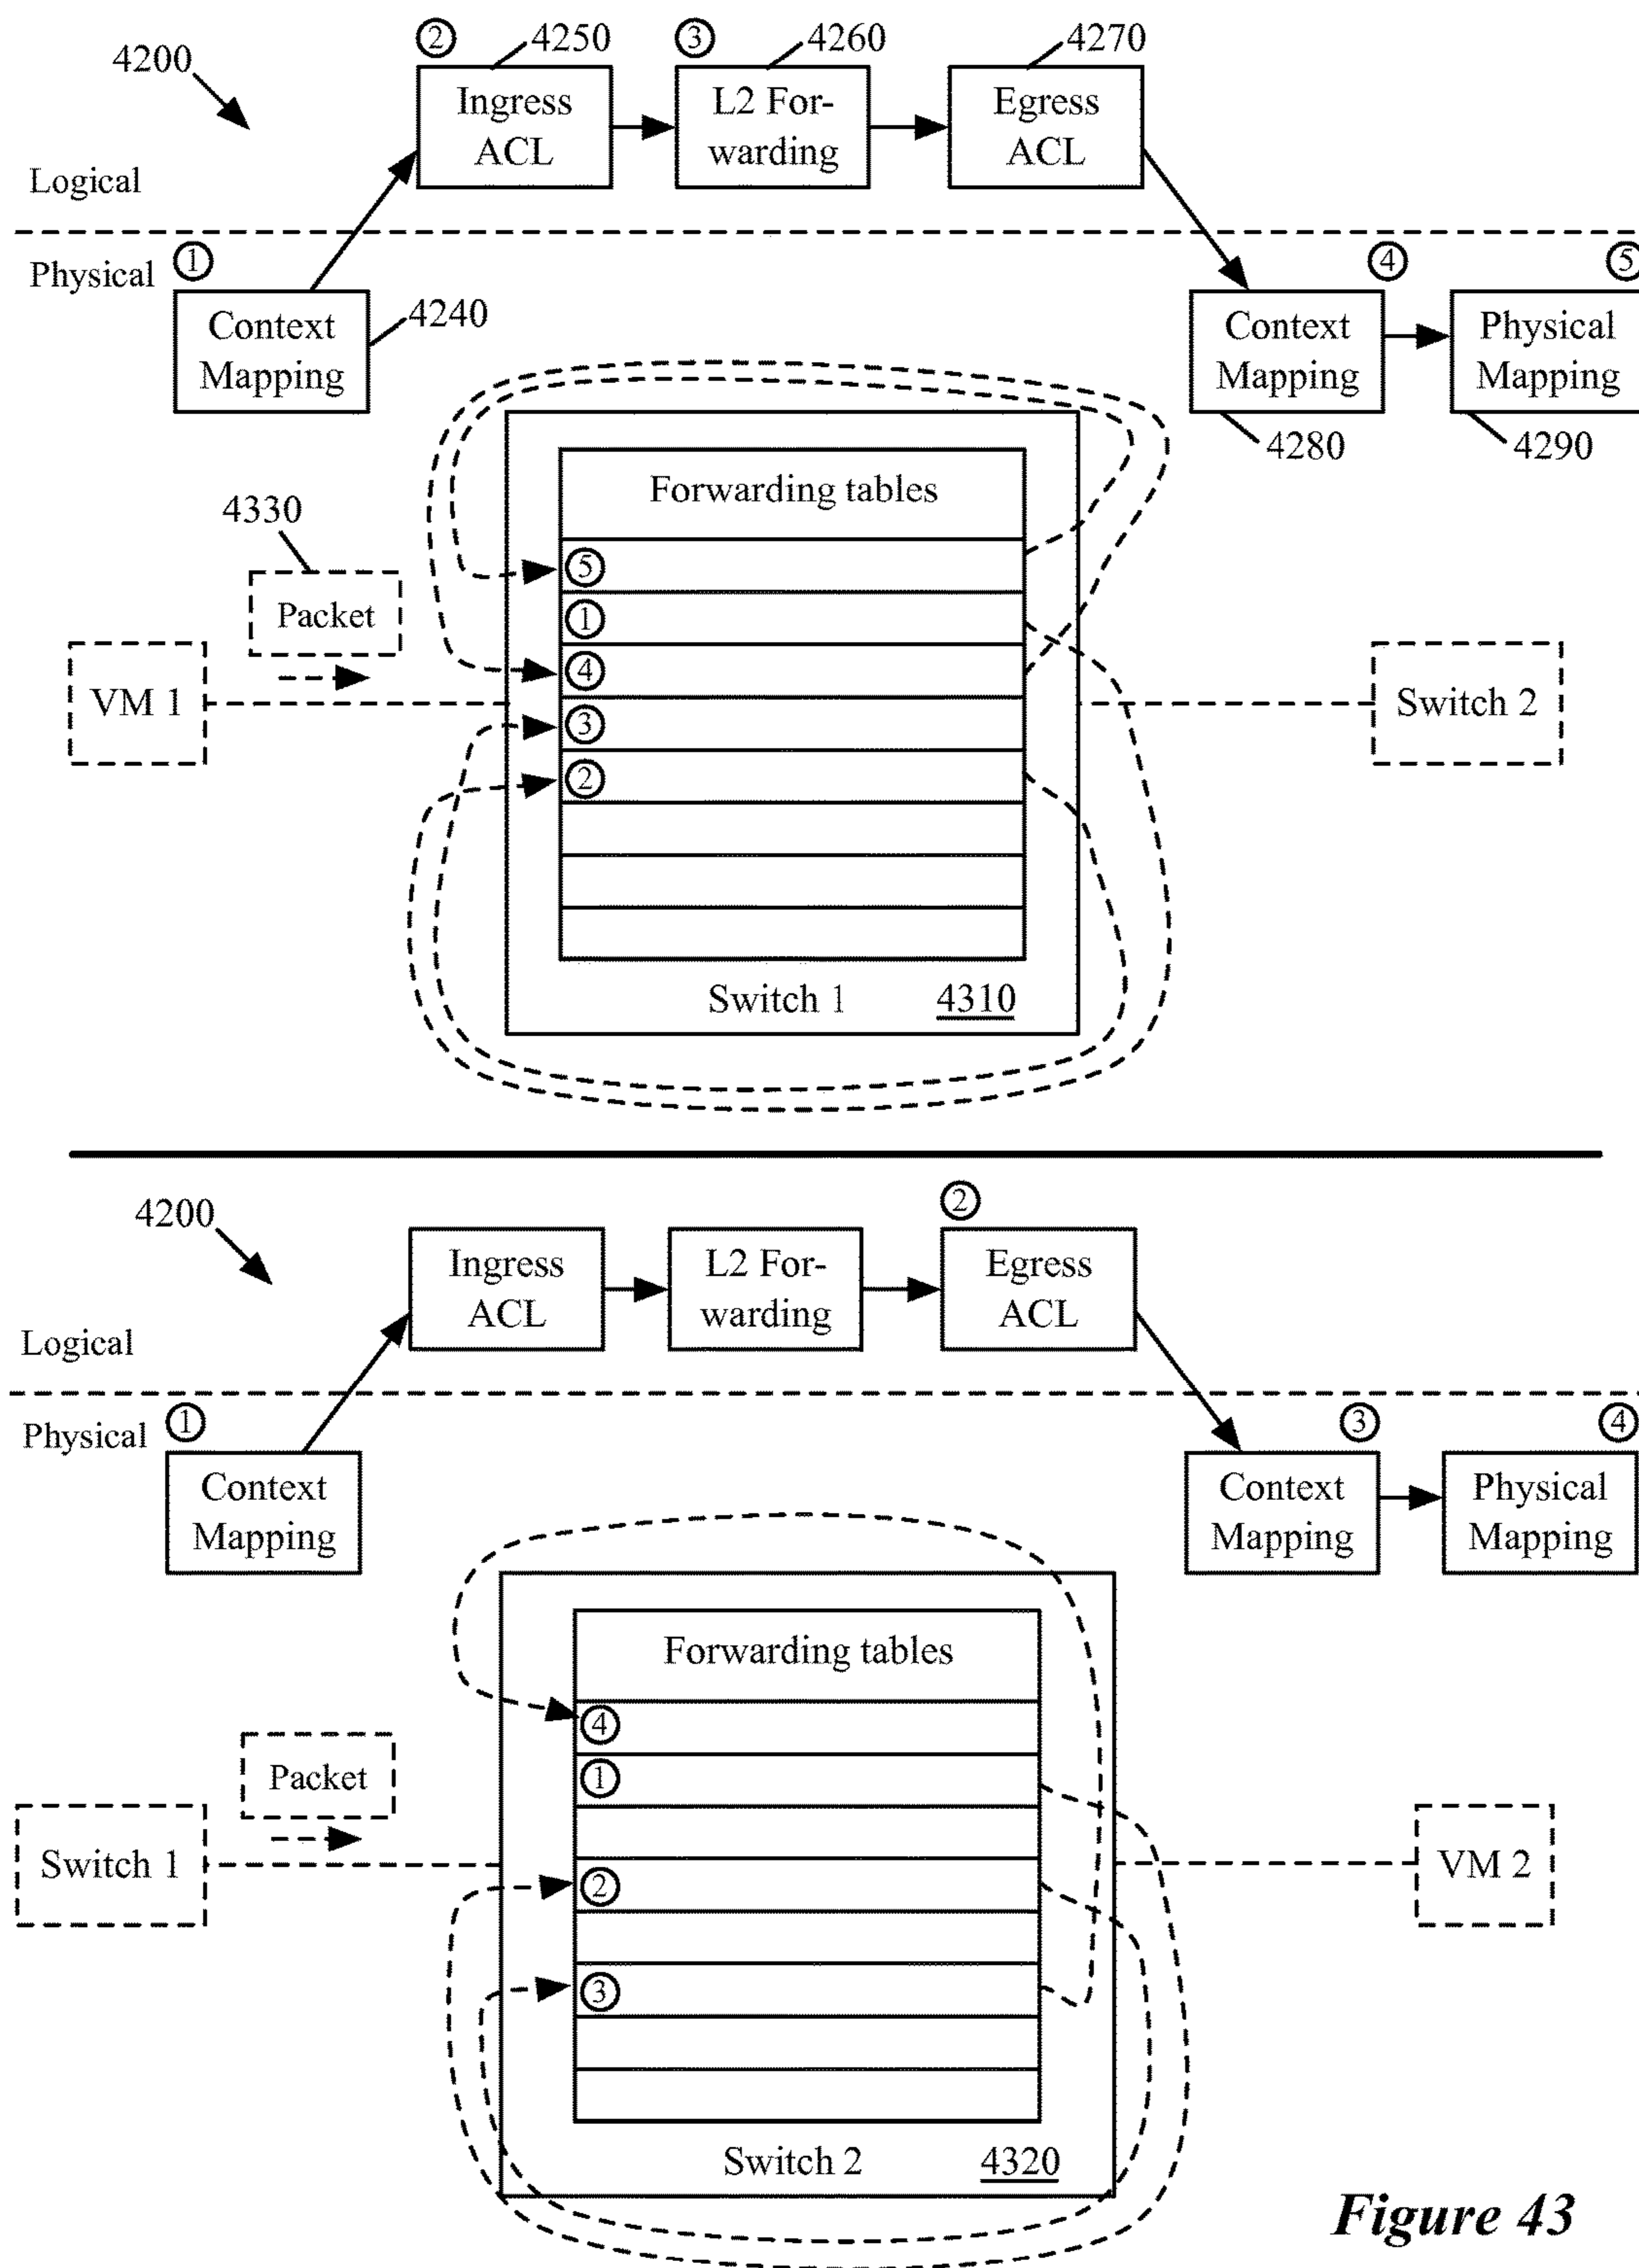 ② 4250 ③ 4260 4270
4200
Ingress
ACL
L2 For-
warding
Egress
ACL
Logical
Physical
①
Context
Mapping
4240
④ ⑤
Context
Mapping
Physical
Mapping
4280 4290
Forwarding tables
⑤
①
④
③
②
4330
Packet
VM 1
Switch 2
Switch 1 4310
4200
②
Ingress
ACL
L2 For-
warding
Egress
ACL
Logical
Physical
①
Context
Mapping
③ ④
Context
Mapping
Physical
Mapping
Forwarding tables
④
①
②
③
Packet
Switch 1
VM 2
Switch 2 4320
Figure 43